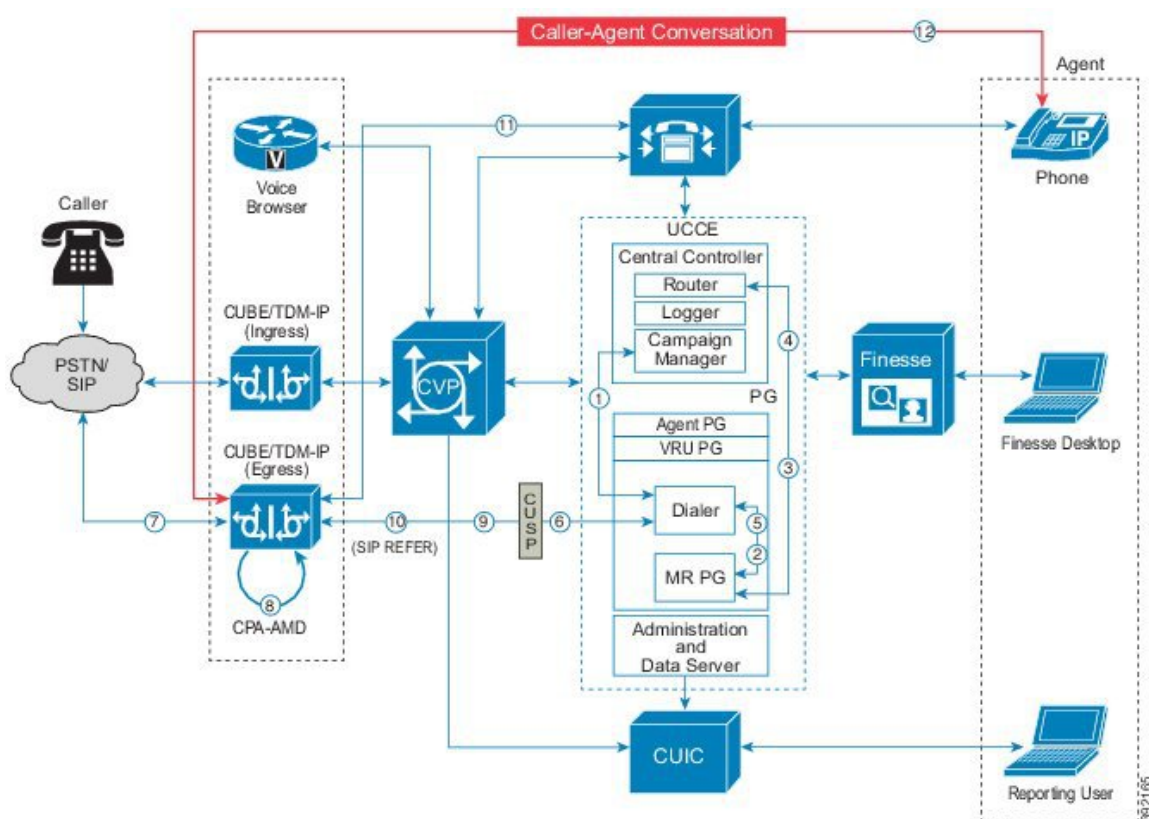 Caller-Agent Conversation
12
Agent
11
V
Voice
Browser
IP
Phone
Caller
UCCE
Central Controller
Router
Logger
Campaign
Manager
4
CUBE/TDM-IP
(Ingress)
PSTN/
SIP
CVP
Finesse
1
PG
Agent PG
VRU PG
Finesse Desktop
CUBE/TDM-IP
(Egress)
3
7
10
9
CUSP
6
Dialer
5
(SIP REFER)
2
MR PG
8
CPA-AMD
Administration
and
Data Server
CUIC
Reporting User
392165